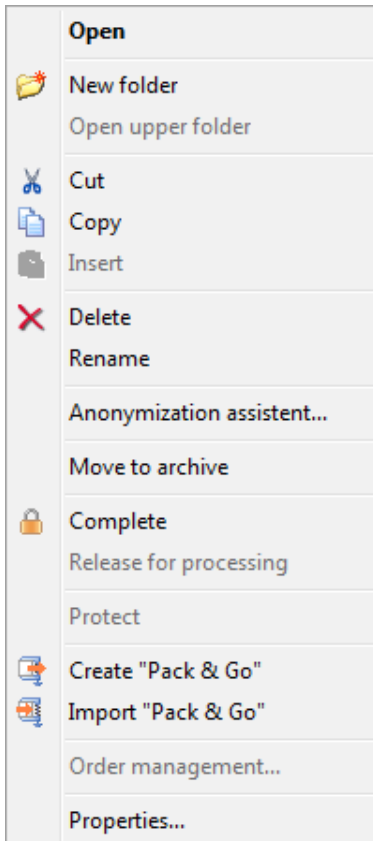 Open
New folder
Open upper folder
Cut
Copy
Insert
Delete
Rename
Anonymization assistent...
Move to archive
Complete
Release for processing
Protect
Create "Pack & Go"
Import "Pack & Go"
Order management...
Properties...